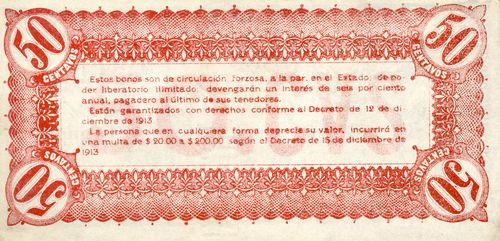 50 CENTAVOS
50 CENTAVOS
Estos bonos son de circulación forzosa, a la par, en el Estado; de po-
der liberatorio ilimitado; devengarán un interés de seis por ciento
anual, pagadero al último de sus tenedores.
Están garantizados con derechos conforme al Decreto de 12 de di-
ciembre de 1913.
La persona que en cualquiera forma deprecie su valor, incurrirá en
una multa de $ 20.00 a $ 200.00 según el Decreto de 15 de diciembre de
1913
50 CENTAVOS
50 CENTAVOS